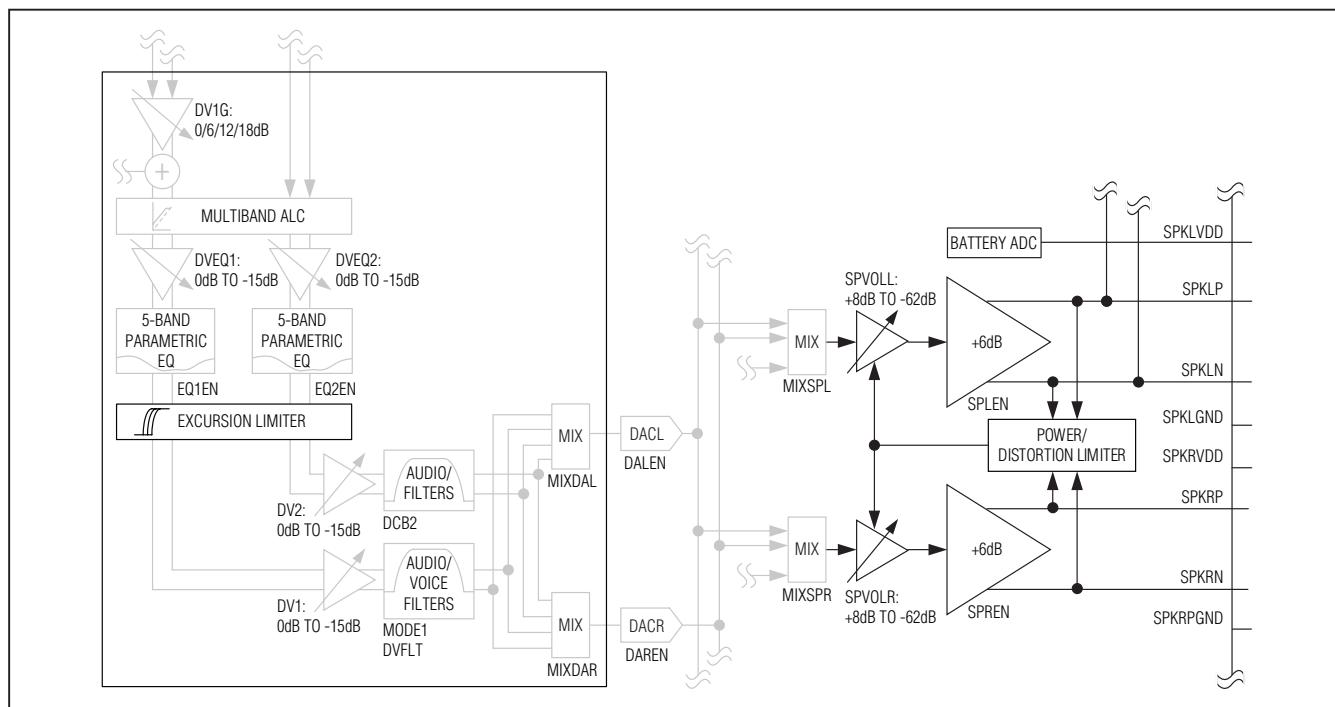 DV1G:
0/6/12/18dB
+
MULTIBAND ALC
DVEQ1:
0dB TO -15dB
DVEQ2:
0dB TO -15dB
5-BAND
PARAMETRIC
EQ
5-BAND
PARAMETRIC
EQ
EQ1EN
EQ2EN
EXCURSION LIMITER
DV2:
0dB TO -15dB
AUDIO/
FILTERS
DCB2
DV1:
0dB TO -15dB
AUDIO/
VOICE
FILTERS
MODE1
DVFLT
MIX
MIXDAL
MIX
MIXDAR
DACL
DALEN
DACR
DAREN
MIX
MIXSPL
MIX
MIXSPR
SPVOLL:
+8dB TO -62dB
SPVOLR:
+8dB TO -62dB
BATTERY ADC
+6dB
SPLEN
POWER/
DISTORTION LIMITER
+6dB
SPREN
SPKLVDD
SPKLP
SPKLN
SPKLGND
SPKRVDD
SPKRP
SPKRN
SPKRPGND